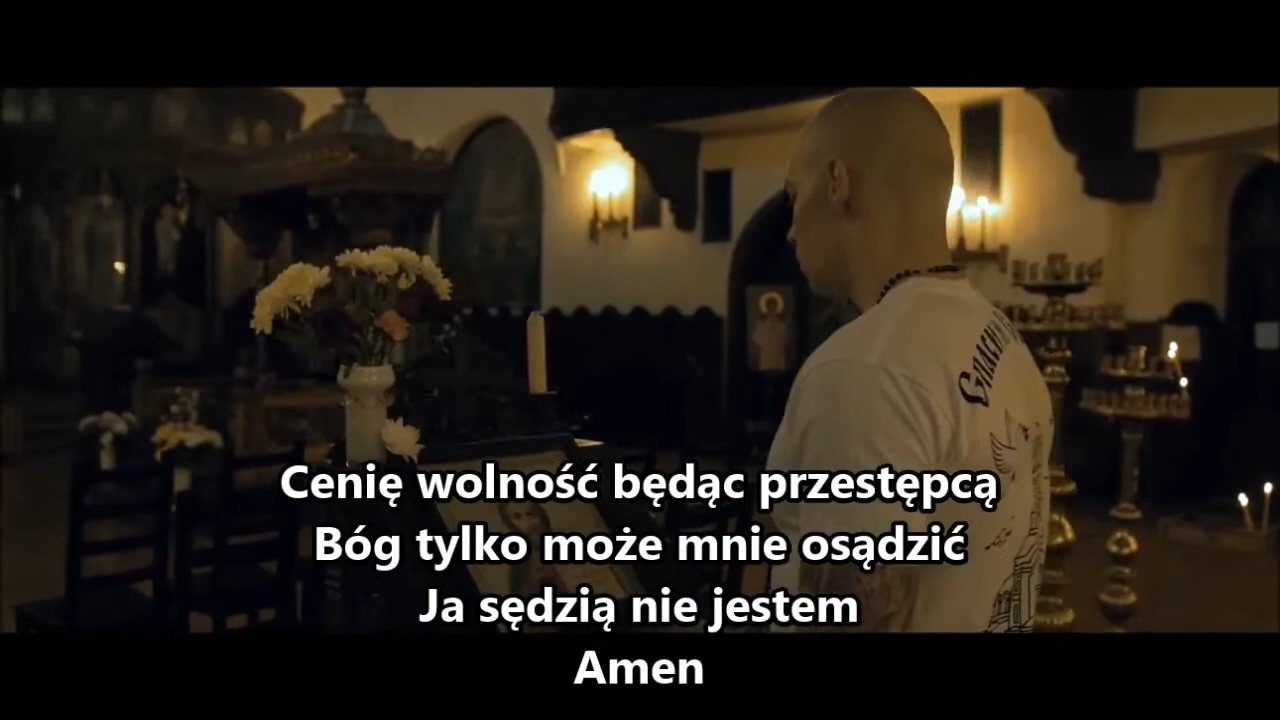 Cenię wolność będąc przestępcą
Bóg tylko może mnie osądzić
Ja sędzią nie jestem
Amen